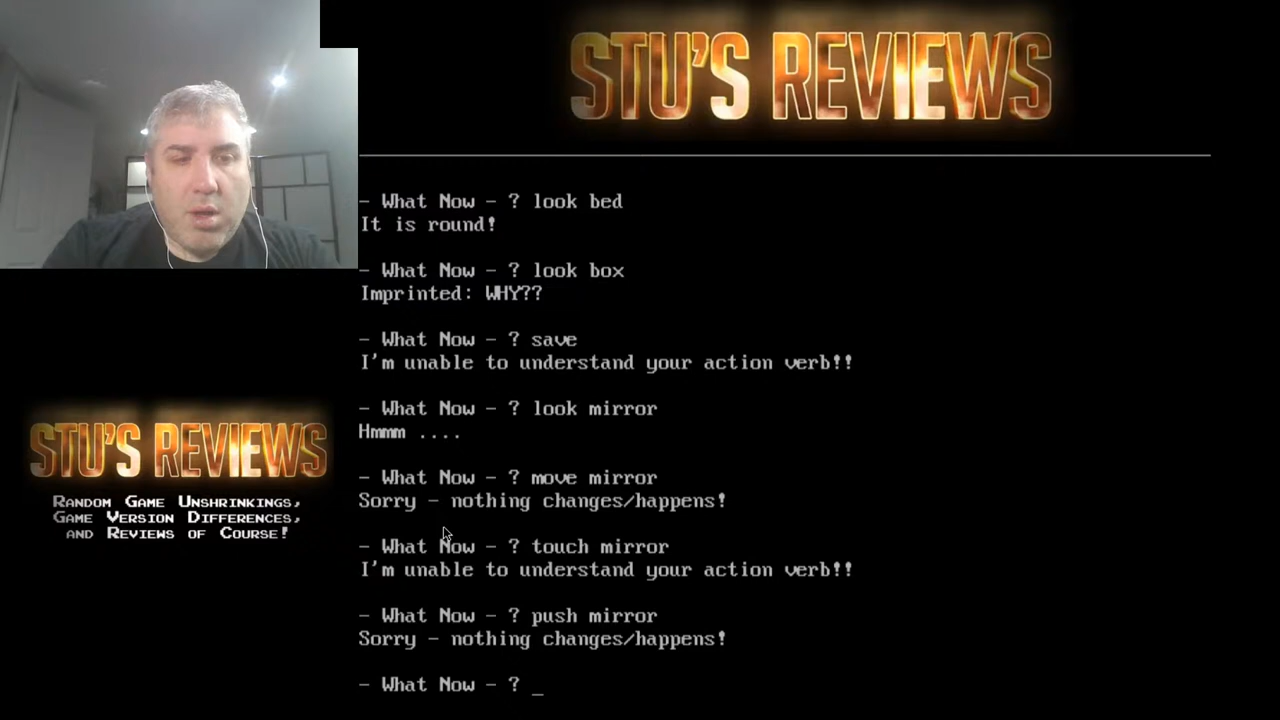 STU'S REVIEWS
- What Now - ? look bed
It is round!
- What Now - ? look box
Imprinted: WHY??
- What Now - ? save
I'm unable to understand your action verb!!
- What Now - ? look mirror
Hmmm ....
- What Now - ? move mirror
Sorry - nothing changes/happens!
- What Now - ? touch mirror
I'm unable to understand your action verb!!
- What Now - ? push mirror
Sorry - nothing changes/happens!
- What Now - ? _
STU'S REVIEWS
RANDOM GAME UNSHRINKINGS,
GAME VERSION DIFFERENCES,
AND REVIEWS OF COURSE!